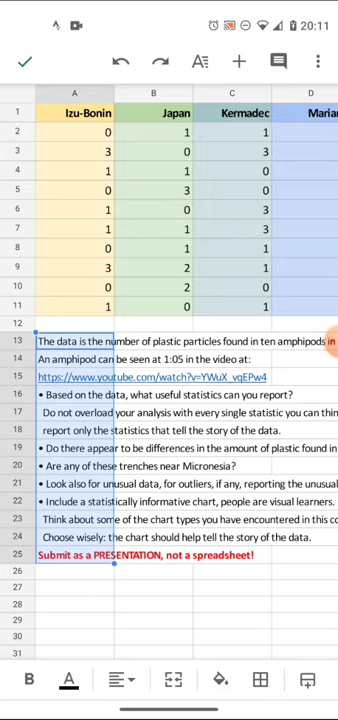 20:11
A B C D
1 Izu-Bonin Japan Kermadec Maria
2 0 1 1
3 3 0 3
4 1 1 0
5 0 3 0
6 1 0 3
7 1 1 3
8 0 1 1
9 3 2 1
10 0 2 0
11 1 0 1
12
13 The data is the number of plastic particles found in ten amphipods in
14 An amphipod can be seen at 1:05 in the video at:
15 https://www.youtube.com/watch?v=YWuX_vqEPw4
16 • Based on the data, what useful statistics can you report?
17 Do not overload your analysis with every single statistic you can thin
18 report only the statistics that tell the story of the data.
19 • Do there appear to be differences in the amount of plastic found in
20 • Are any of these trenches near Micronesia?
21 • Look also for unusual data, for outliers, if any, reporting the unusual
22 • Include a statistically informative chart, people are visual learners.
23 Think about some of the chart types you have encountered in this co
24 Choose wisely: the chart should help tell the story of the data.
25 Submit as a PRESENTATION, not a spreadsheet!
26
27
28
29
30
31
B A